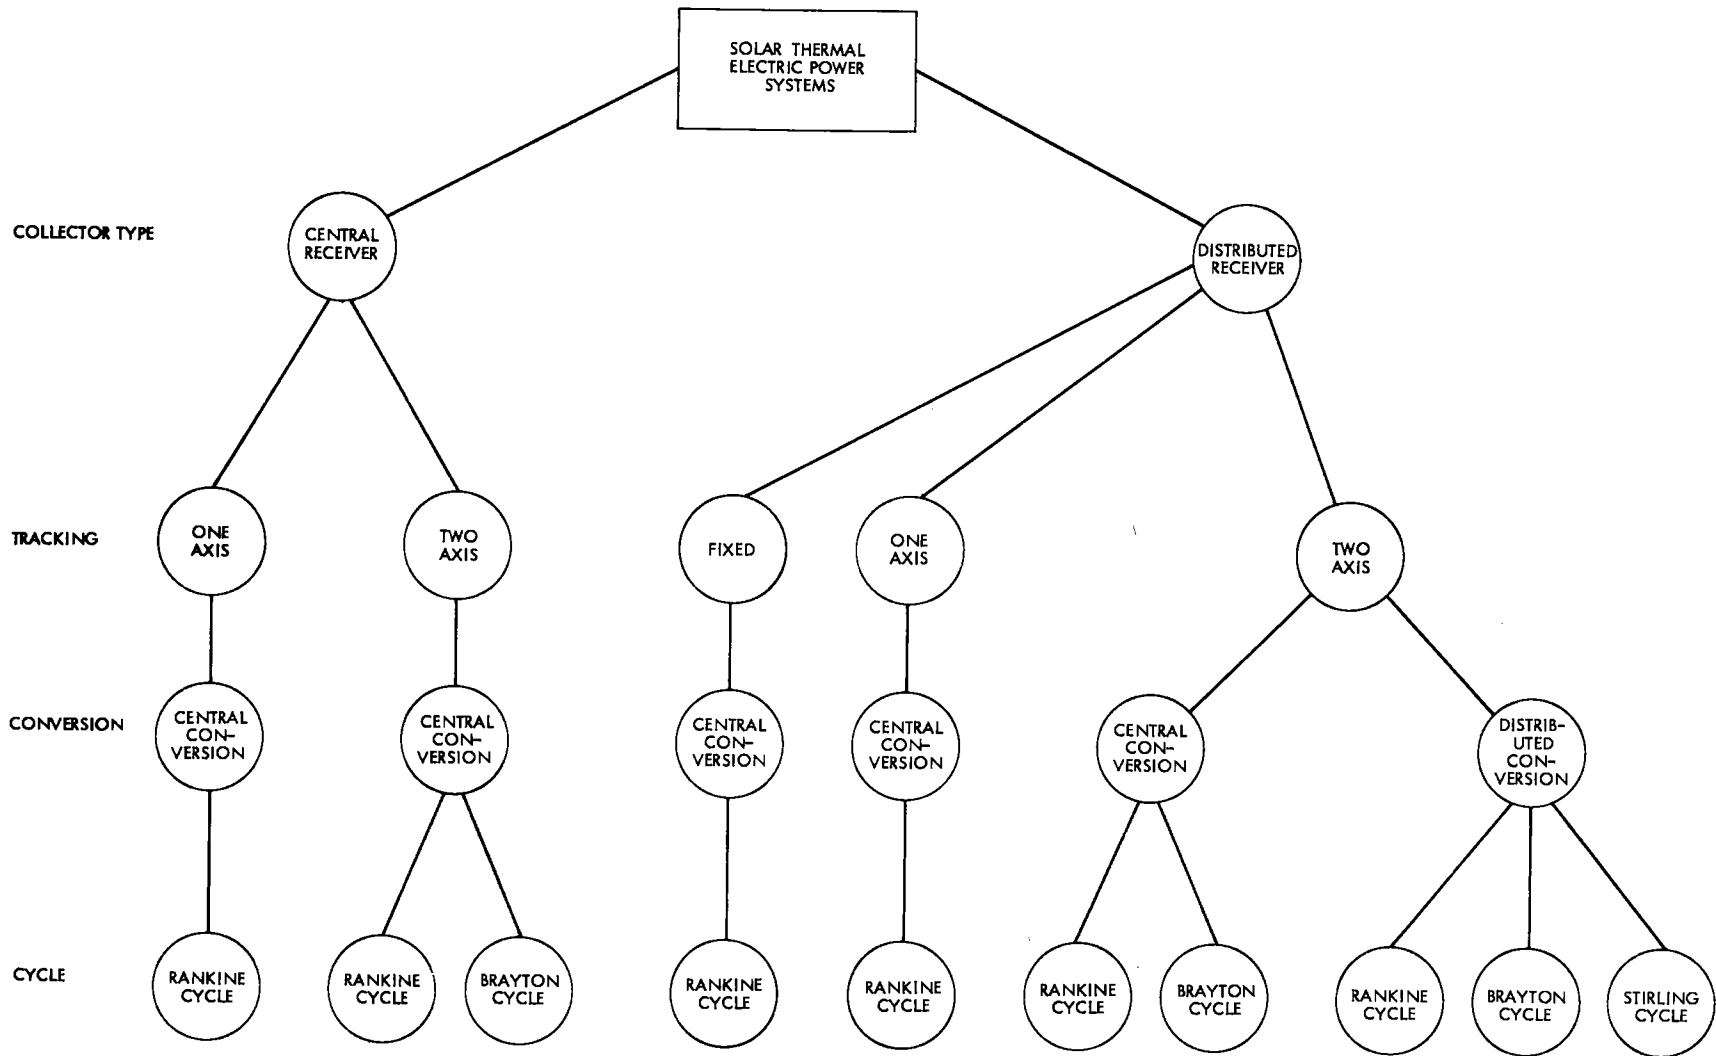 SOLAR THERMAL
ELECTRIC POWER
SYSTEMS
COLLECTOR TYPE
CENTRAL
RECEIVER
DISTRIBUTED
RECEIVER
TRACKING
ONE
AXIS
TWO
AXIS
FIXED
ONE
AXIS
TWO
AXIS
CONVERSION
CENTRAL
CON-
VERSION
CENTRAL
CON-
VERSION
CENTRAL
CON-
VERSION
CENTRAL
CON-
VERSION
CENTRAL
CON-
VERSION
DISTRIB-
UTED
CON-
VERSION
CYCLE
RANKINE
CYCLE
RANKINE
CYCLE
BRAYTON
CYCLE
RANKINE
CYCLE
RANKINE
CYCLE
RANKINE
CYCLE
BRAYTON
CYCLE
RANKINE
CYCLE
BRAYTON
CYCLE
STIRLING
CYCLE